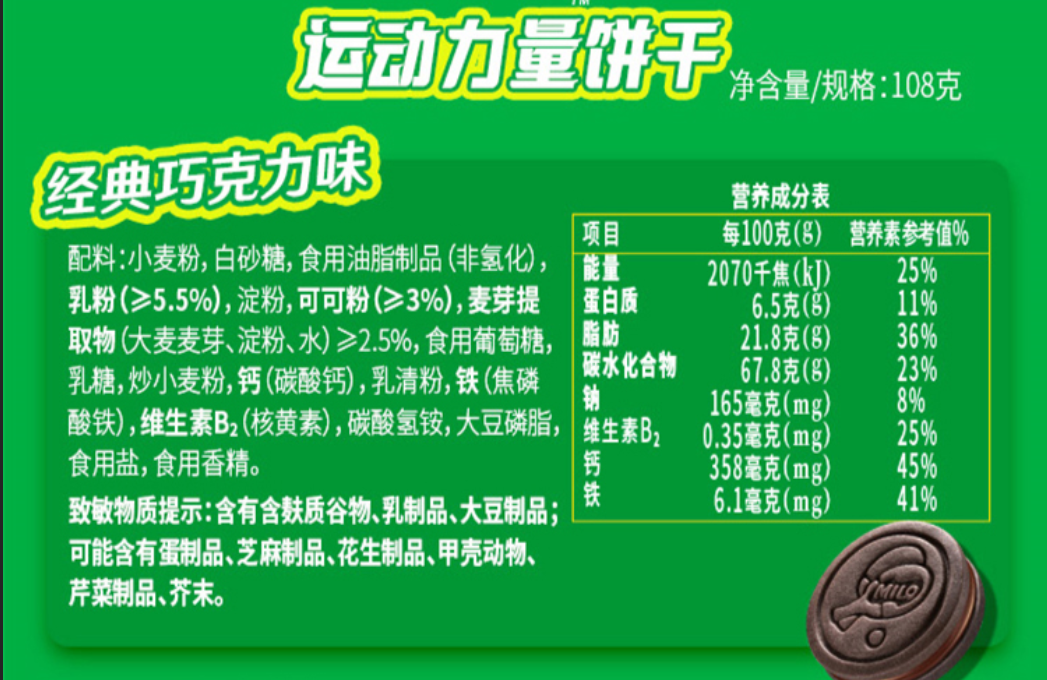 TM
运动力量饼干
净含量/规格:108克
经典巧克力味
配料:小麦粉,白砂糖,食用油脂制品(非氢化),
乳粉(≥5.5%),淀粉,可可粉(≥3%),麦芽提
取物(大麦麦芽、淀粉、水)≥2.5%,食用葡萄糖,
乳糖,炒小麦粉,钙(碳酸钙),乳清粉,铁(焦磷
酸铁),维生素B₂(核黄素),碳酸氢铵,大豆磷脂,
食用盐,食用香精。
致敏物质提示:含有含麸质谷物、乳制品、大豆制品;
可能含有蛋制品、芝麻制品、花生制品、甲壳动物、
芹菜制品、芥末。
营养成分表
项目 每100克(g) 营养素参考值%
能量 2070千焦(kJ) 25%
蛋白质 6.5克(g) 11%
脂肪 21.8克(g) 36%
碳水化合物 67.8克(g) 23%
钠 165毫克(mg) 8%
维生素B₂ 0.35毫克(mg) 25%
钙 358毫克(mg) 45%
铁 6.1毫克(mg) 41%
MILO